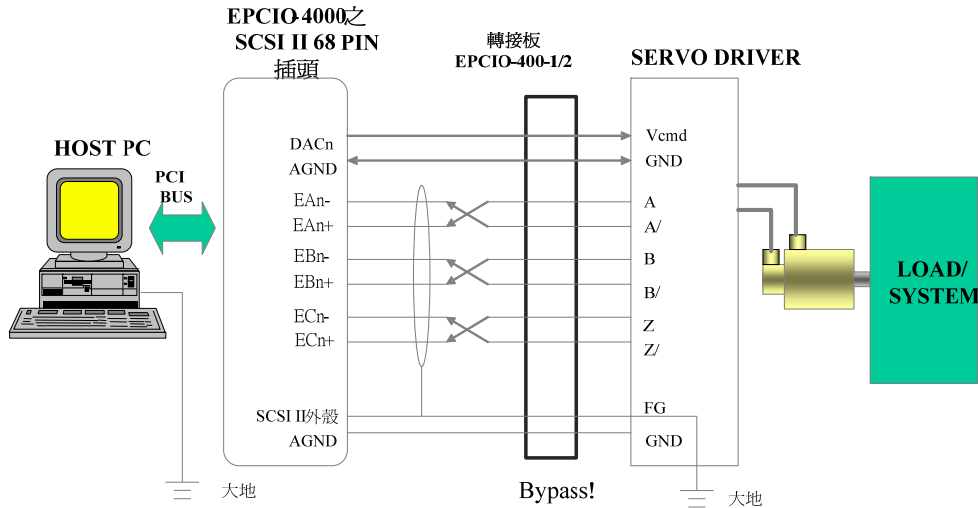 EPCIO-4000之
SCSI II 68 PIN
插頭
轉接板
EPCIO-400-1/2
SERVO DRIVER
HOST PC
PCI
BUS
DACn
AGND
EAn-
EAn+
EBn-
EBn+
ECn-
ECn+
SCSI II外殼
AGND
Vcmd
GND
A
A/
B
B/
Z
Z/
FG
GND
LOAD/
SYSTEM
大地
Bypass!
大地